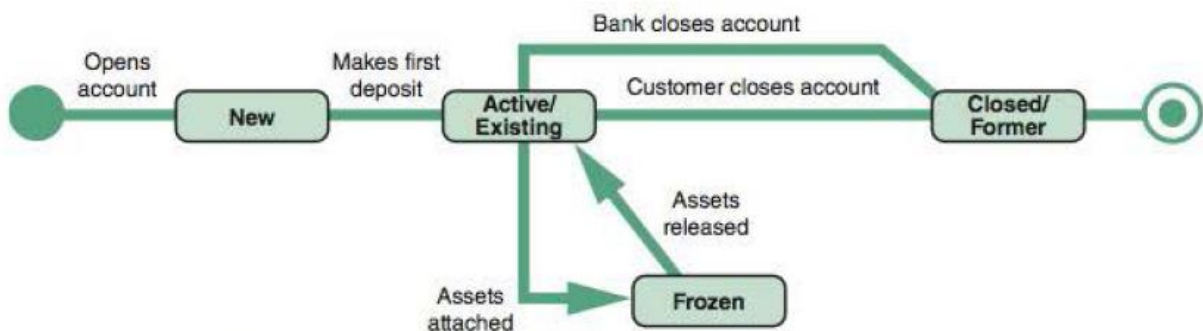 Bank closes account
Opens
account
Makes first
deposit
Customer closes account
New
Active/
Existing
Closed/
Former
Assets
released
Assets
attached
Frozen